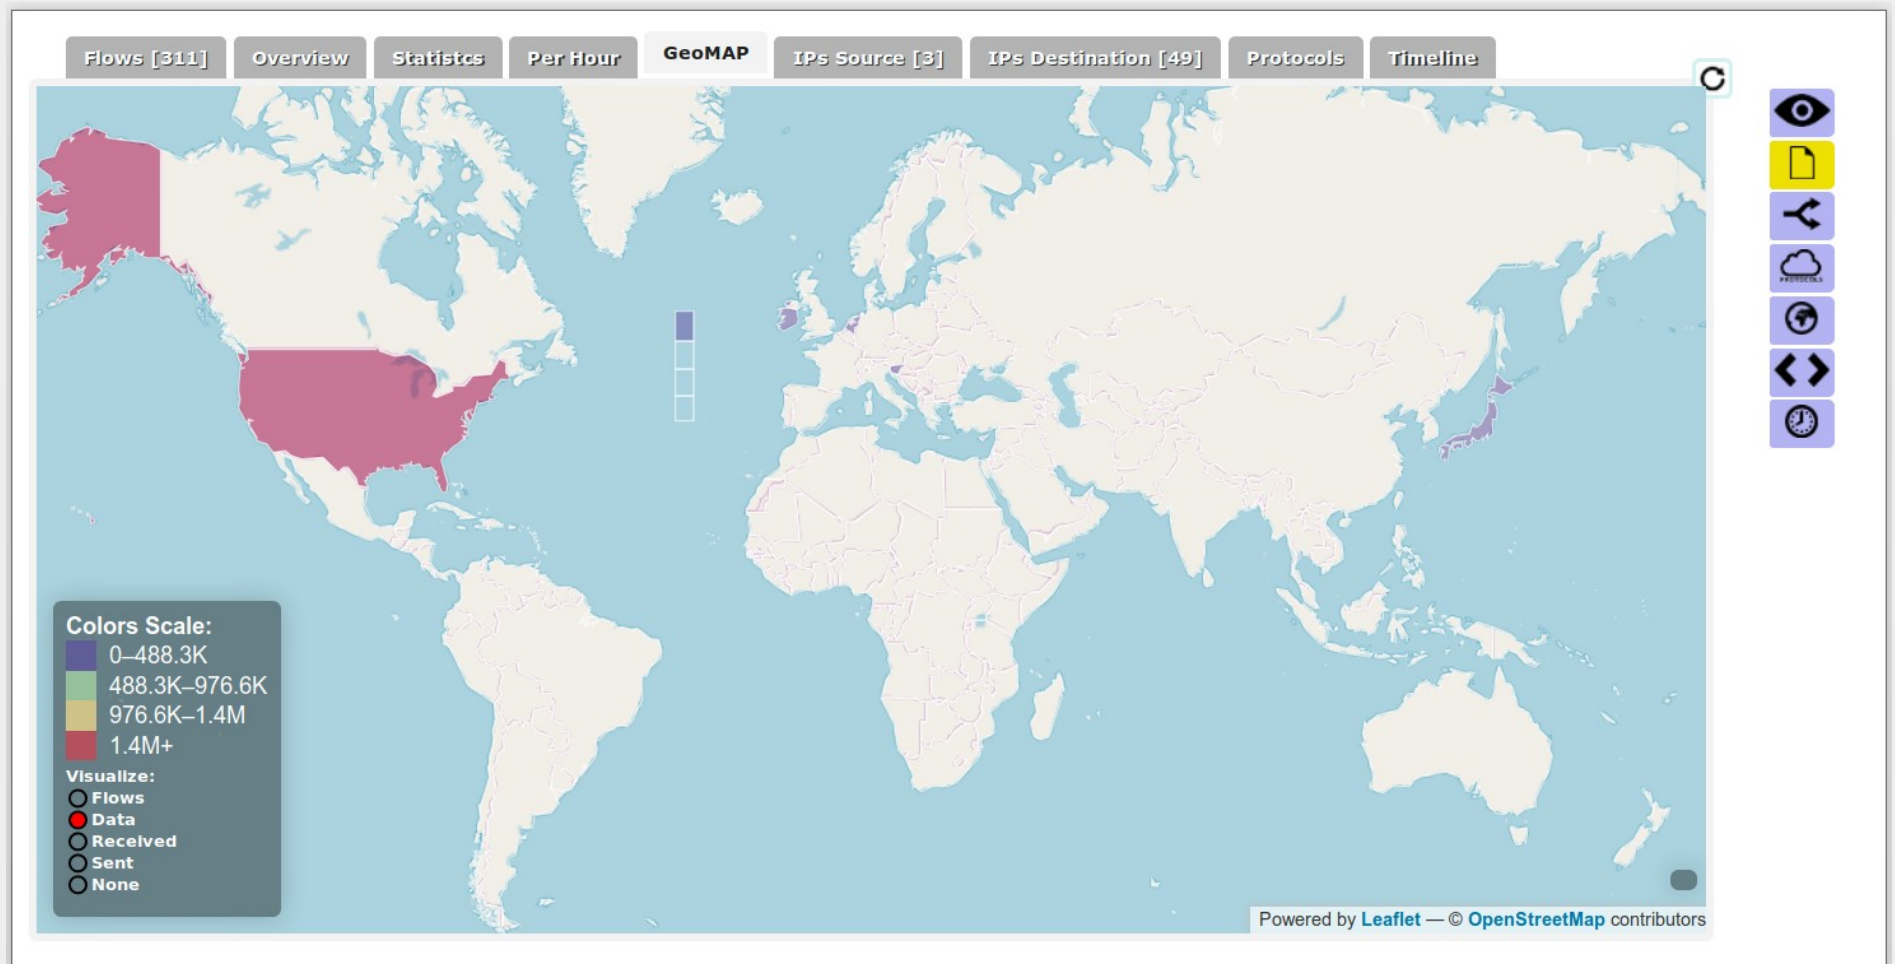 Flows [311]
Overview
Statistcs
Per Hour
GeoMAP
IPs Source [3]
IPs Destination [49]
Protocols
Timeline
PROTOCOLS
Colors Scale:
0–488.3K
488.3K–976.6K
976.6K–1.4M
1.4M+
Visualize:
Flows
Data
Received
Sent
None
Powered by Leaflet — © OpenStreetMap contributors